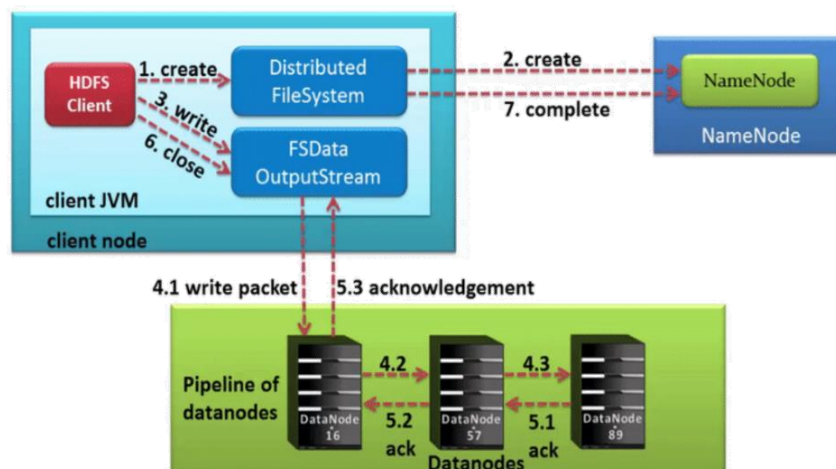 HDFS
Client
1. create
3. write
6. close
Distributed
FileSystem
FSData
OutputStream
client JVM
client node
2. create
7. complete
NameNode
NameNode
4.1 write packet
5.3 acknowledgement
Pipeline of
datanodes
4.2
4.3
5.2
ack
5.1
ack
DataNode
16
DataNode
57
DataNode
89
Datanodes